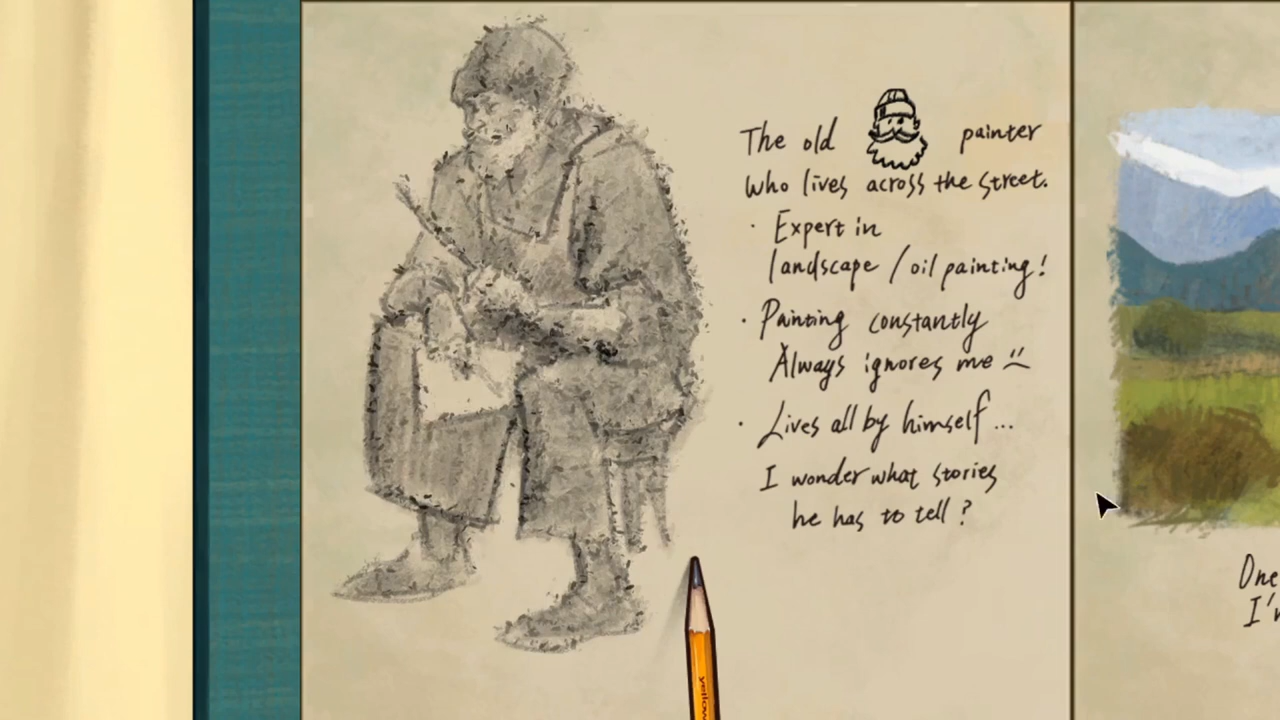 The old painter
who lives across the street.
· Expert in
landscape / oil painting!
· Painting constantly
Always ignores me
· Lives all by himself...
I wonder what stories
he has to tell?
One
I'
yellow